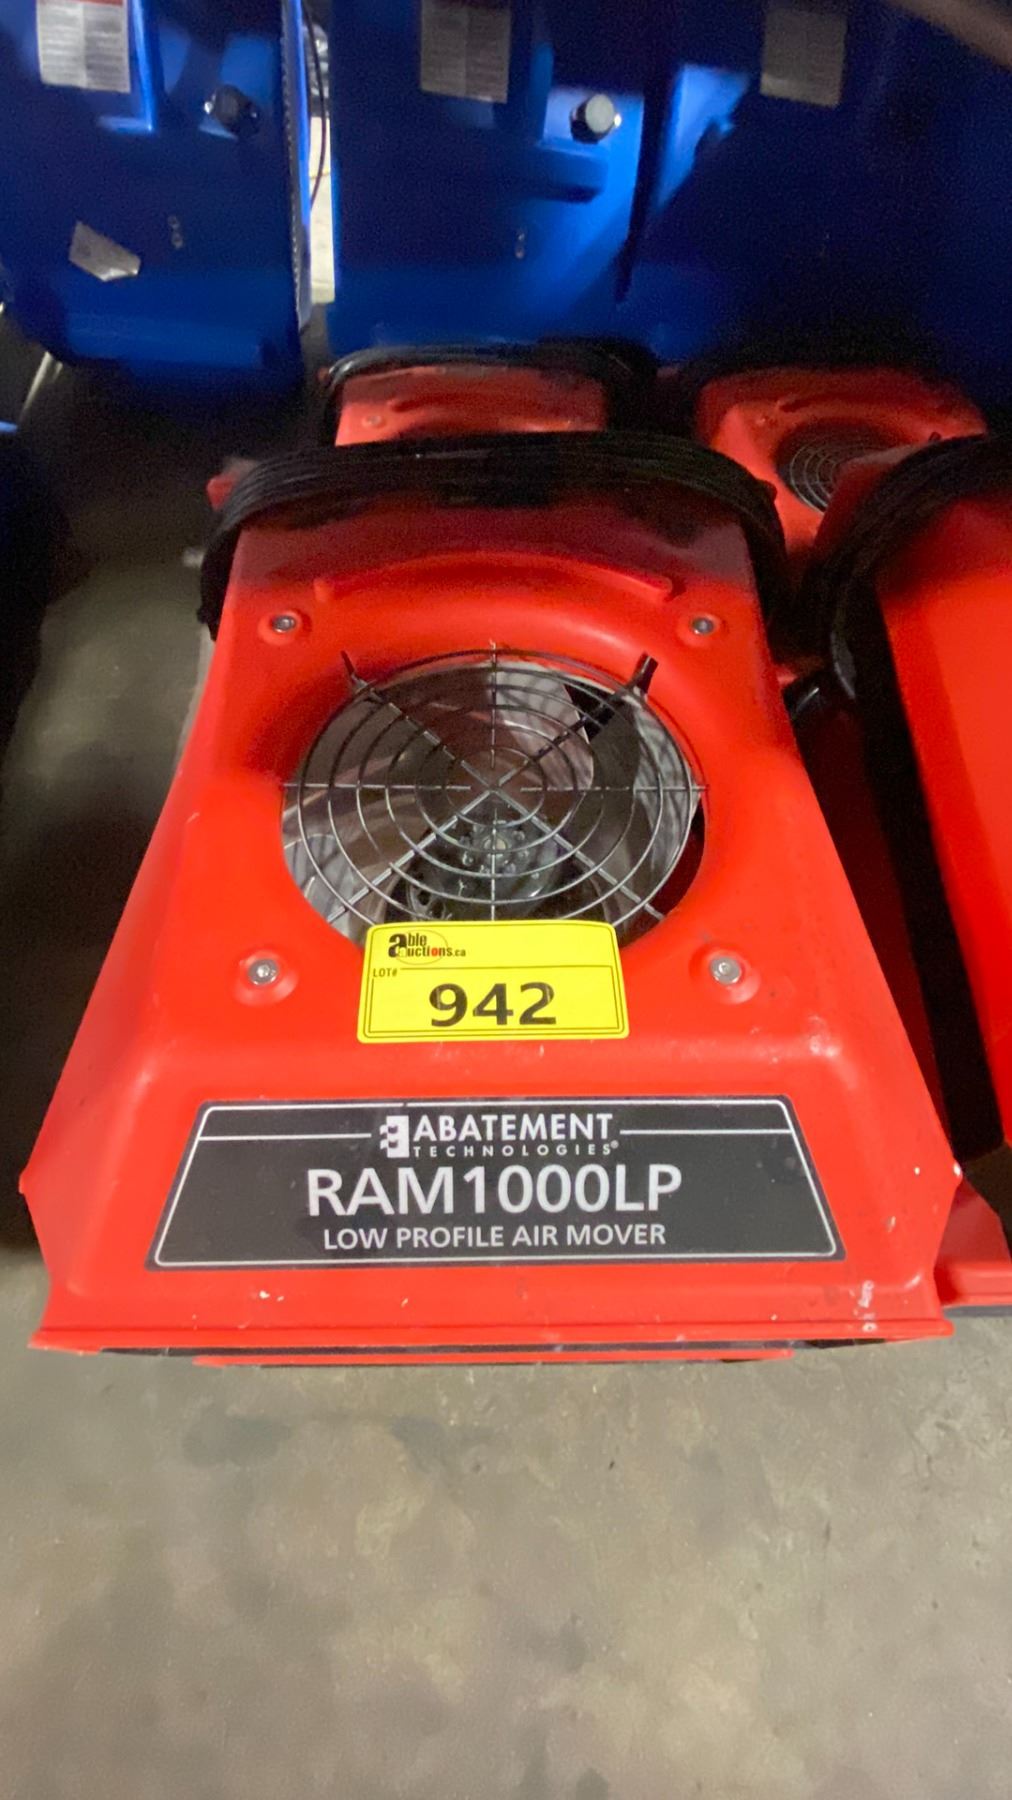 able
auctions.ca
LOT#
942
ABATEMENT
TECHNOLOGIES®
RAM1000LP
LOW PROFILE AIR MOVER